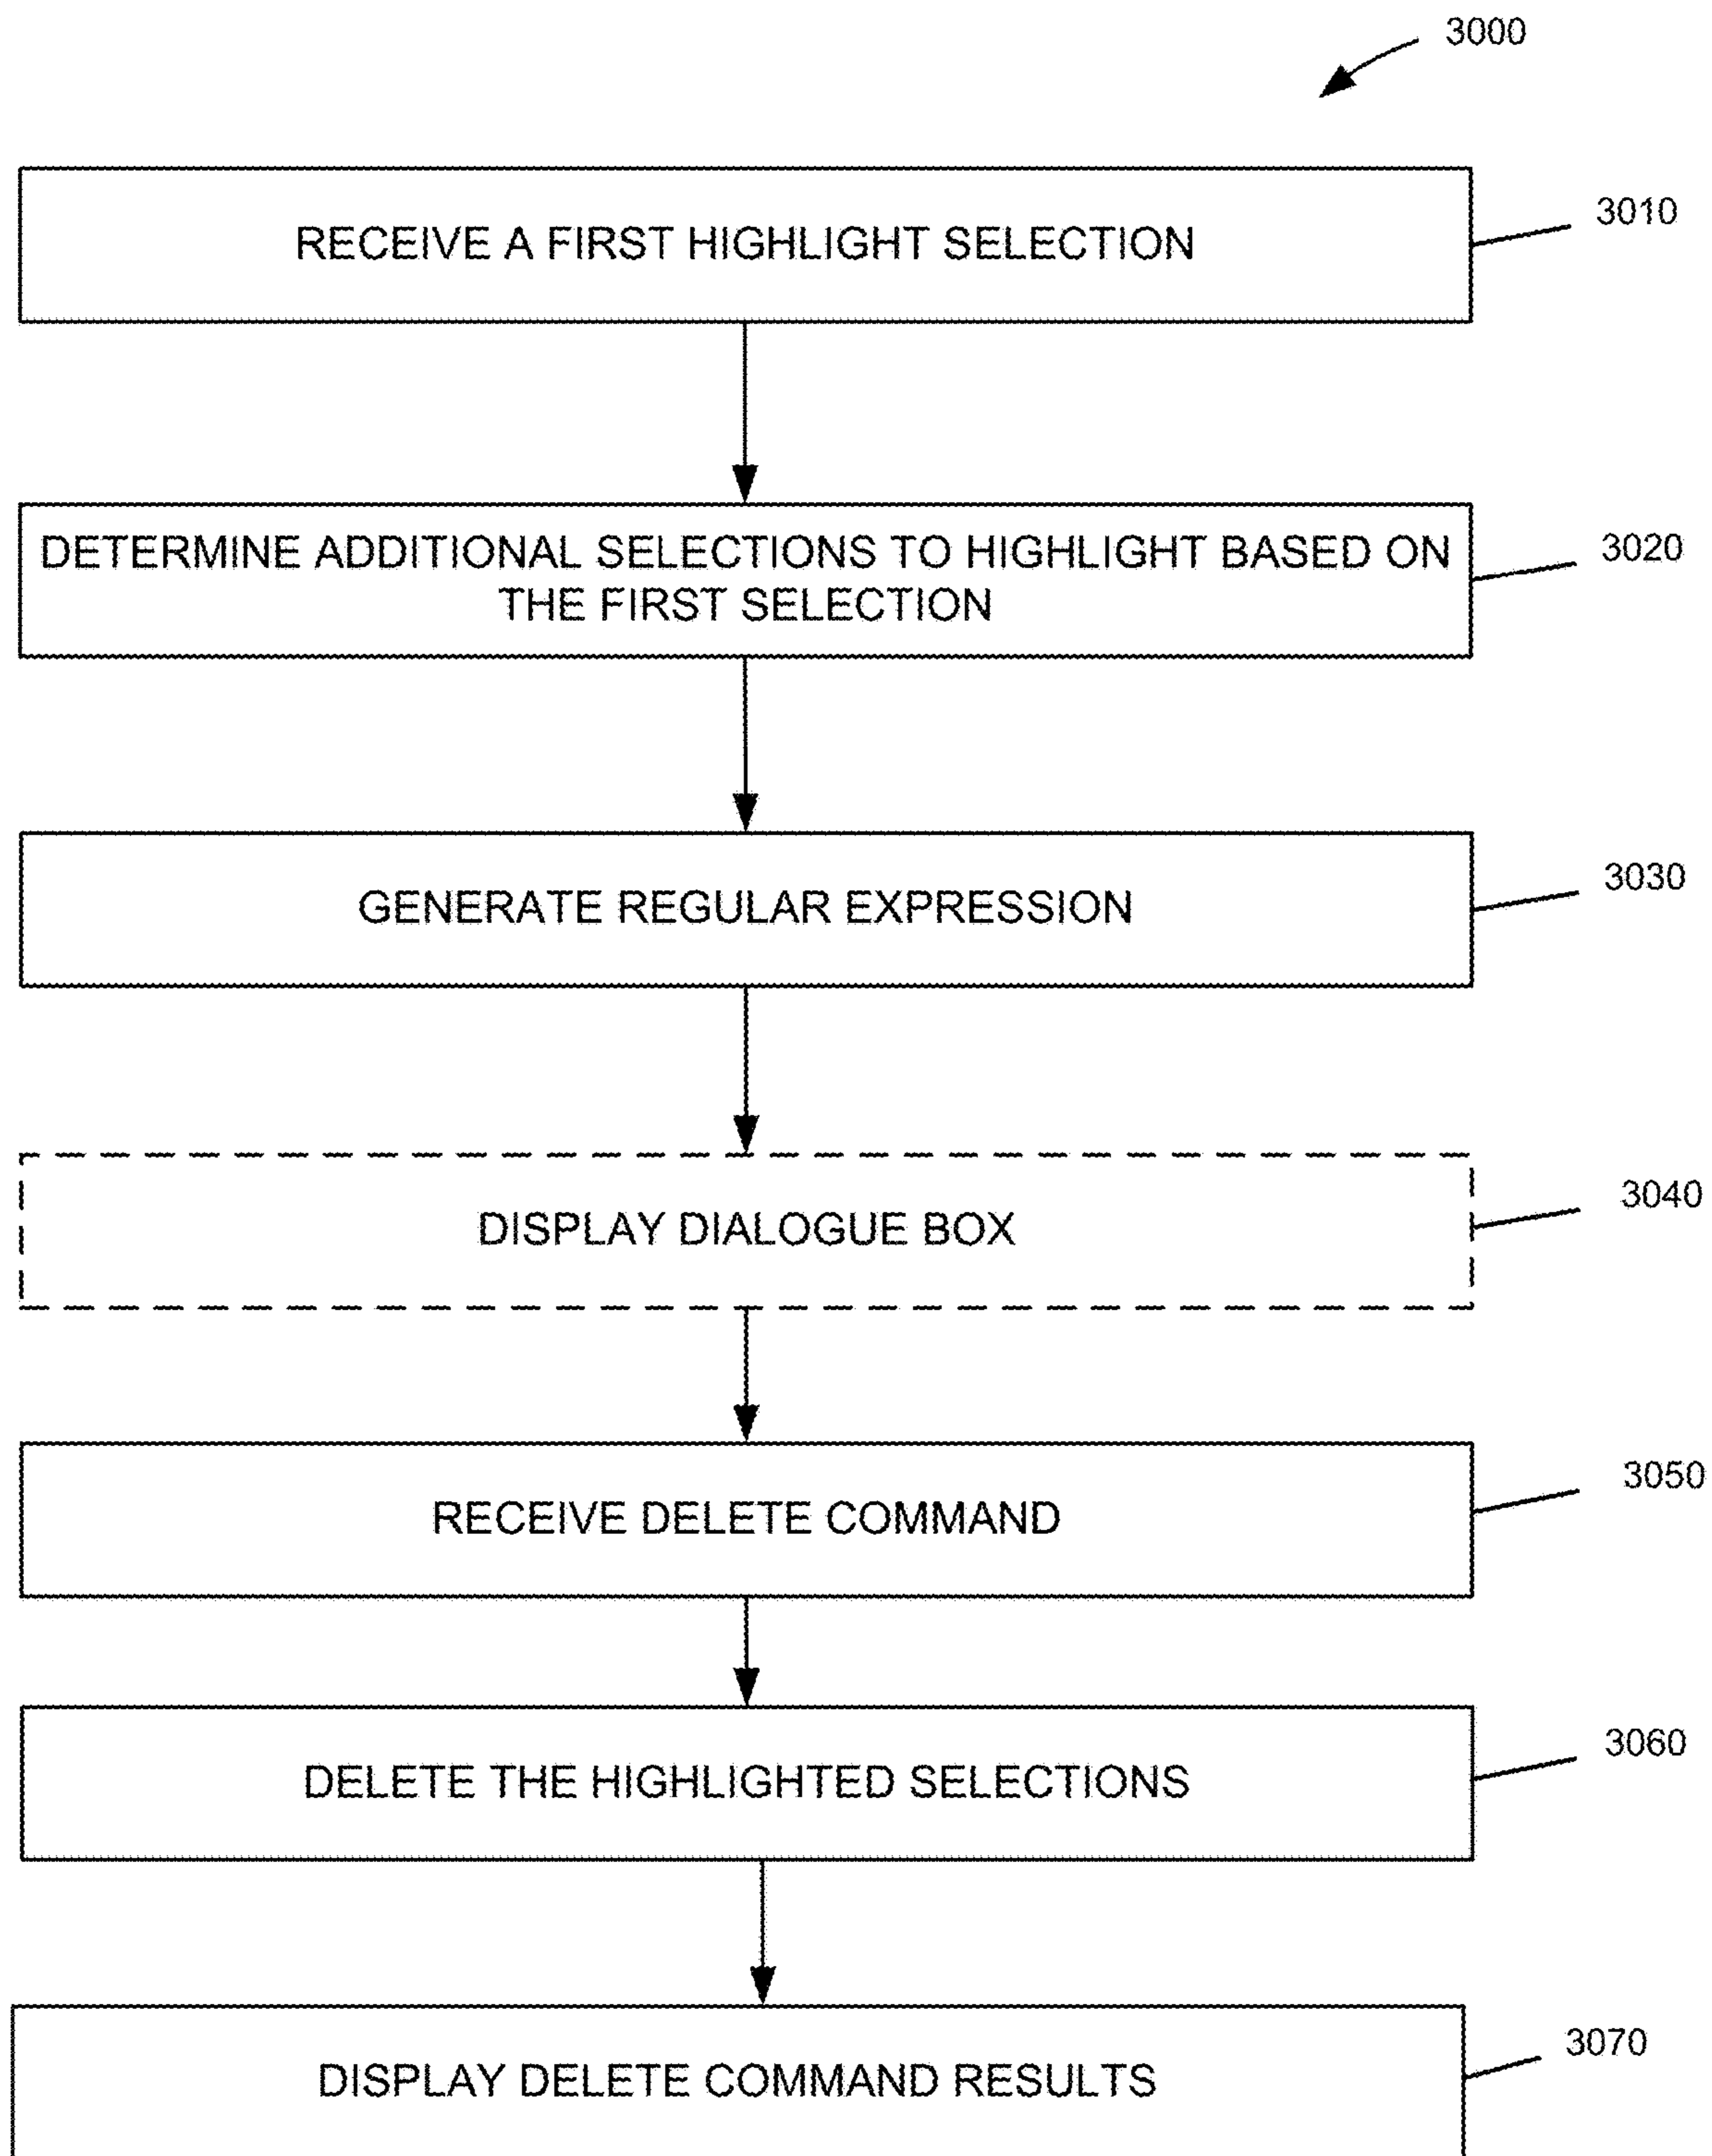 3000
RECEIVE A FIRST HIGHLIGHT SELECTION
3010
DETERMINE ADDITIONAL SELECTIONS TO HIGHLIGHT BASED ON
THE FIRST SELECTION
3020
GENERATE REGULAR EXPRESSION
3030
DISPLAY DIALOGUE BOX
3040
RECEIVE DELETE COMMAND
3050
DELETE THE HIGHLIGHTED SELECTIONS
3060
DISPLAY DELETE COMMAND RESULTS
3070